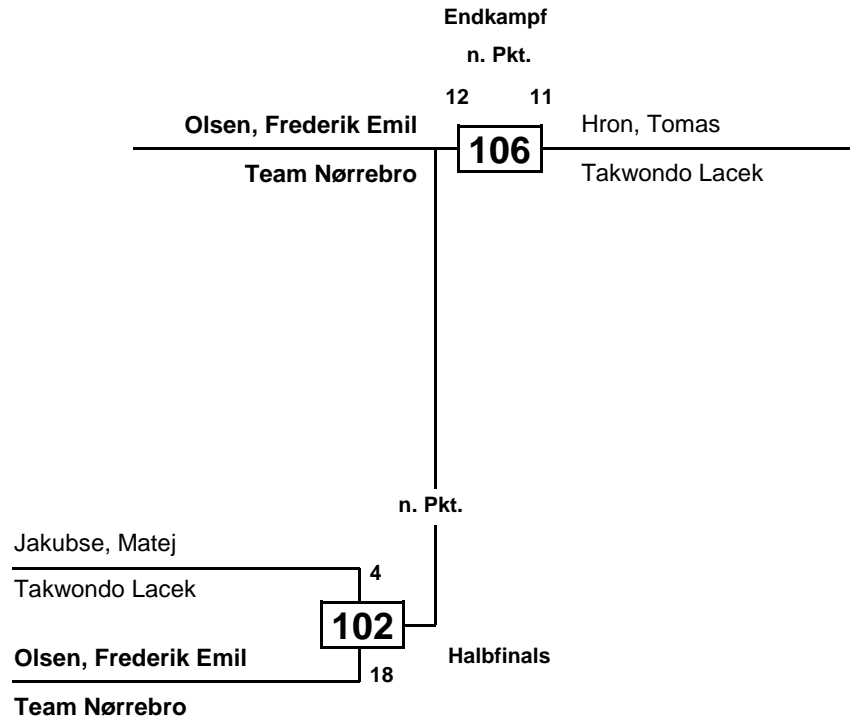 Endkampf
n. Pkt.
12 11
Olsen, Frederik Emil
Team Nørrebro
106
Hron, Tomas
Takwondo Lacek
n. Pkt.
Jakubse, Matej
Takwondo Lacek
4
102
Olsen, Frederik Emil
Team Nørrebro
18
Halbfinals